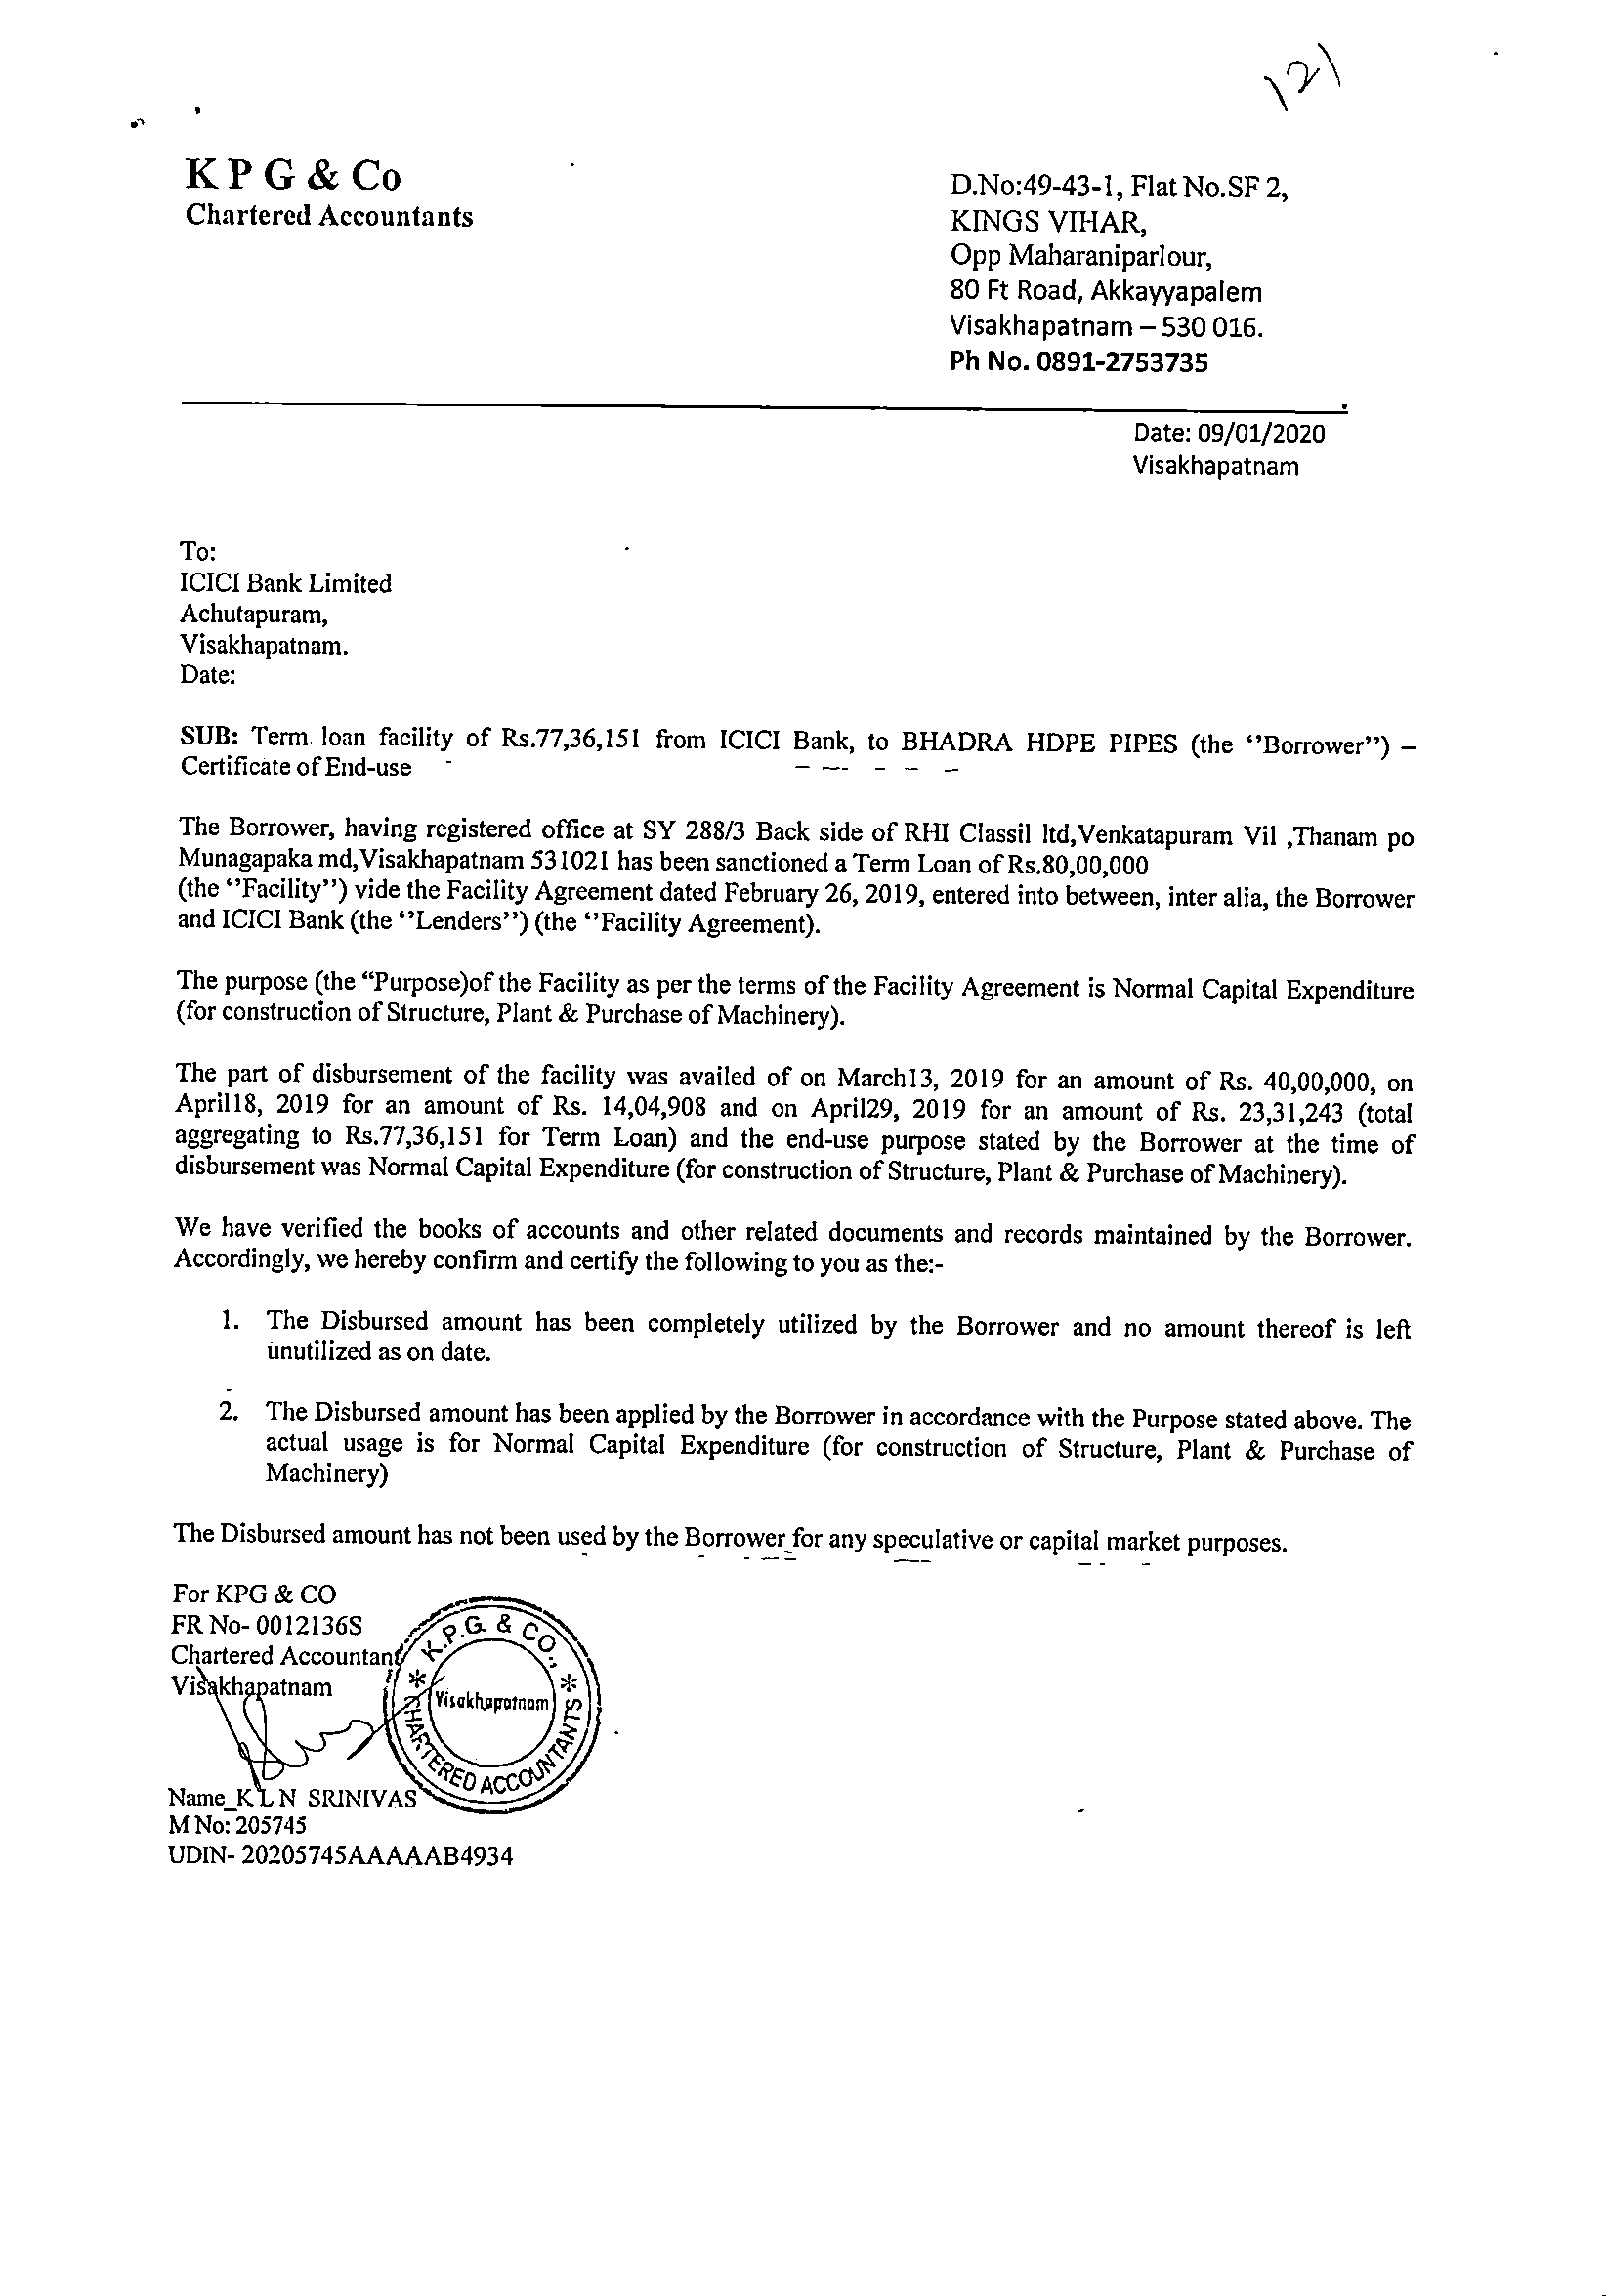 121
K P G & Co
Chartered Accountants
D.No:49-43-1, Flat No.SF 2,
KINGS VIHAR,
Opp Maharaniparlour,
80 Ft Road, Akkayyapalem
Visakhapatnam – 530 016.
Ph No. 0891-2753735
Date: 09/01/2020
Visakhapatnam
To:
ICICI Bank Limited
Achutapuram,
Visakhapatnam.
Date:
SUB: Term loan facility of Rs.77,36,151 from ICICI Bank, to BHADRA HDPE PIPES (the ‘’Borrower’’) –
Certificate of End-use
The Borrower, having registered office at SY 288/3 Back side of RHI Classil ltd,Venkatapuram Vil ,Thanam po
Munagapaka md,Visakhapatnam 531021 has been sanctioned a Term Loan of Rs.80,00,000
(the ‘’Facility’’) vide the Facility Agreement dated February 26, 2019, entered into between, inter alia, the Borrower
and ICICI Bank (the ‘’Lenders’’) (the ‘’Facility Agreement).
The purpose (the “Purpose)of the Facility as per the terms of the Facility Agreement is Normal Capital Expenditure
(for construction of Structure, Plant & Purchase of Machinery).
The part of disbursement of the facility was availed of on March13, 2019 for an amount of Rs. 40,00,000, on
April18, 2019 for an amount of Rs. 14,04,908 and on April29, 2019 for an amount of Rs. 23,31,243 (total
aggregating to Rs.77,36,151 for Term Loan) and the end-use purpose stated by the Borrower at the time of
disbursement was Normal Capital Expenditure (for construction of Structure, Plant & Purchase of Machinery).
We have verified the books of accounts and other related documents and records maintained by the Borrower.
Accordingly, we hereby confirm and certify the following to you as the:-
1. The Disbursed amount has been completely utilized by the Borrower and no amount thereof is left
unutilized as on date.
2. The Disbursed amount has been applied by the Borrower in accordance with the Purpose stated above. The
actual usage is for Normal Capital Expenditure (for construction of Structure, Plant & Purchase of
Machinery)
The Disbursed amount has not been used by the Borrower for any speculative or capital market purposes.
For KPG & CO
FR No- 0012136S
Chartered Accountant
Visakhapatnam
K.P.G. & CO.,
* CHARTERED ACCOUNTANTS *
Visakhapatnam
Name_K L N SRINIVAS
M No: 205745
UDIN- 20205745AAAAAB4934